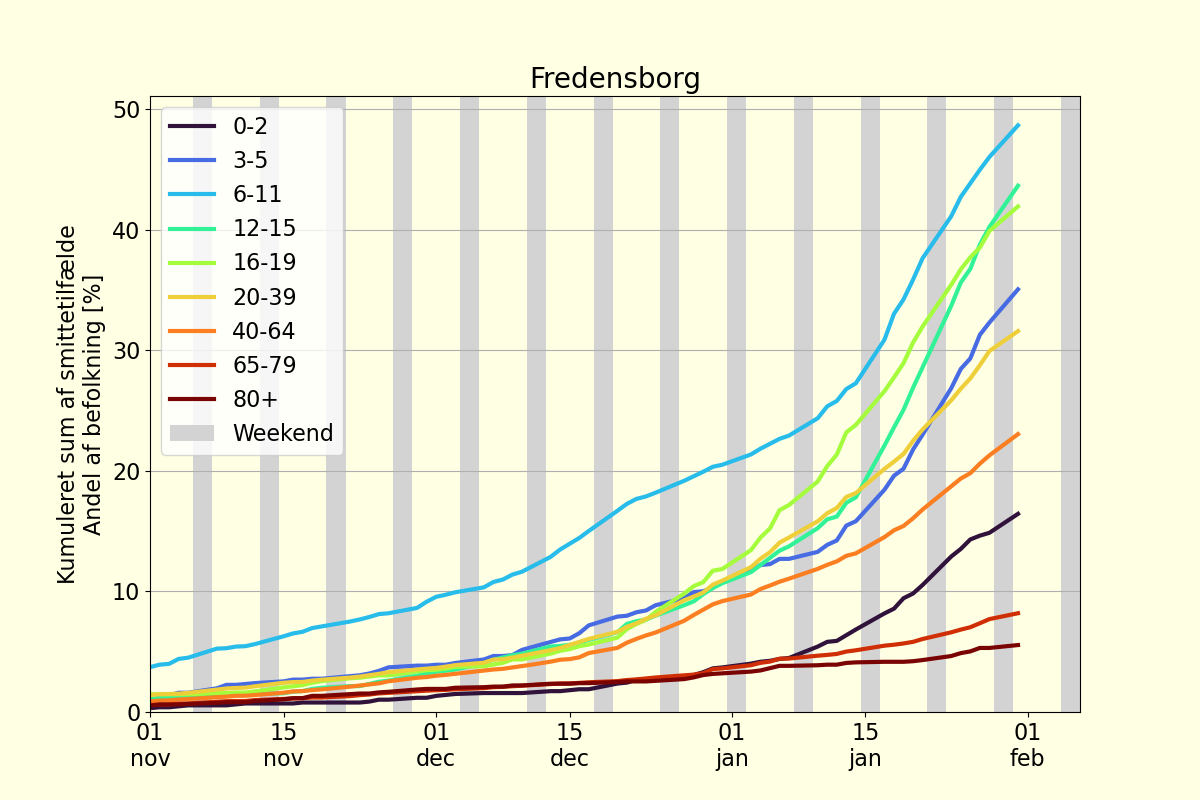 Fredensborg
Kumuleret sum af smittetilfælde
Andel af befolkning [%]
50
40
30
20
10
0
0-2
3-5
6-11
12-15
16-19
20-39
40-64
65-79
80+
Weekend
01 15 01 15 01 15 01
nov nov dec dec jan jan feb